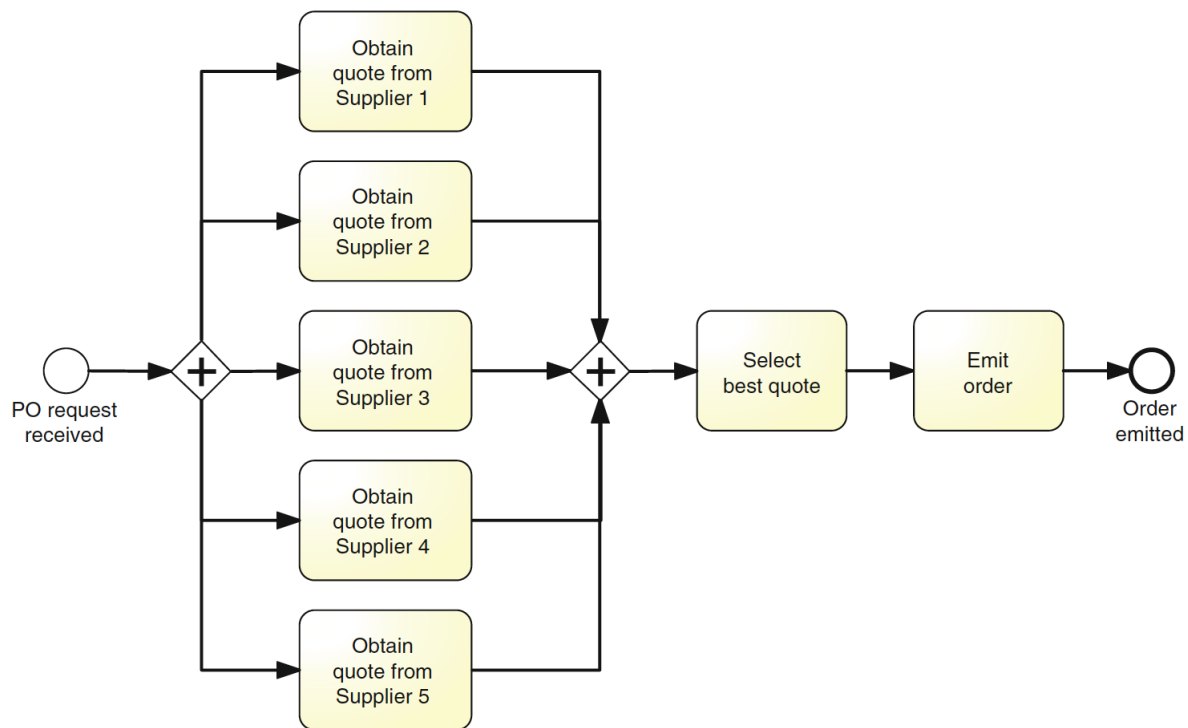 Obtain
quote from
Supplier 1
Obtain
quote from
Supplier 2
PO request
received
Obtain
quote from
Supplier 3
Select
best quote
Emit
order
Order
emitted
Obtain
quote from
Supplier 4
Obtain
quote from
Supplier 5